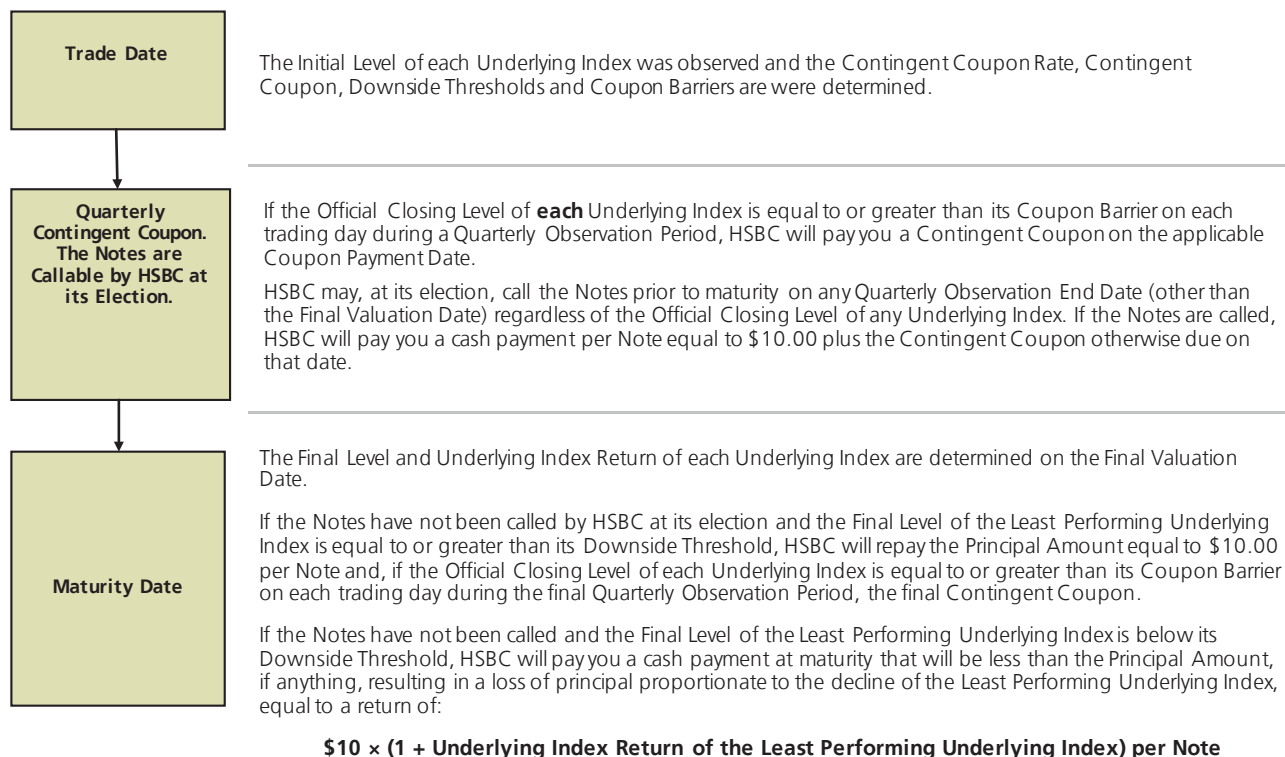 Trade Date
The Initial Level of each Underlying Index was observed and the Contingent Coupon Rate, Contingent
Coupon, Downside Thresholds and Coupon Barriers are were determined.
Quarterly
Contingent Coupon.
The Notes are
Callable by HSBC at
its Election.
If the Official Closing Level of each Underlying Index is equal to or greater than its Coupon Barrier on each
trading day during a Quarterly Observation Period, HSBC will pay you a Contingent Coupon on the applicable
Coupon Payment Date.
HSBC may, at its election, call the Notes prior to maturity on any Quarterly Observation End Date (other than
the Final Valuation Date) regardless of the Official Closing Level of any Underlying Index. If the Notes are called,
HSBC will pay you a cash payment per Note equal to $10.00 plus the Contingent Coupon otherwise due on
that date.
Maturity Date
The Final Level and Underlying Index Return of each Underlying Index are determined on the Final Valuation
Date.
If the Notes have not been called by HSBC at its election and the Final Level of the Least Performing Underlying
Index is equal to or greater than its Downside Threshold, HSBC will repay the Principal Amount equal to $10.00
per Note and, if the Official Closing Level of each Underlying Index is equal to or greater than its Coupon Barrier
on each trading day during the final Quarterly Observation Period, the final Contingent Coupon.
If the Notes have not been called and the Final Level of the Least Performing Underlying Index is below its
Downside Threshold, HSBC will pay you a cash payment at maturity that will be less than the Principal Amount,
if anything, resulting in a loss of principal proportionate to the decline of the Least Performing Underlying Index,
equal to a return of:
$10 × (1 + Underlying Index Return of the Least Performing Underlying Index) per Note